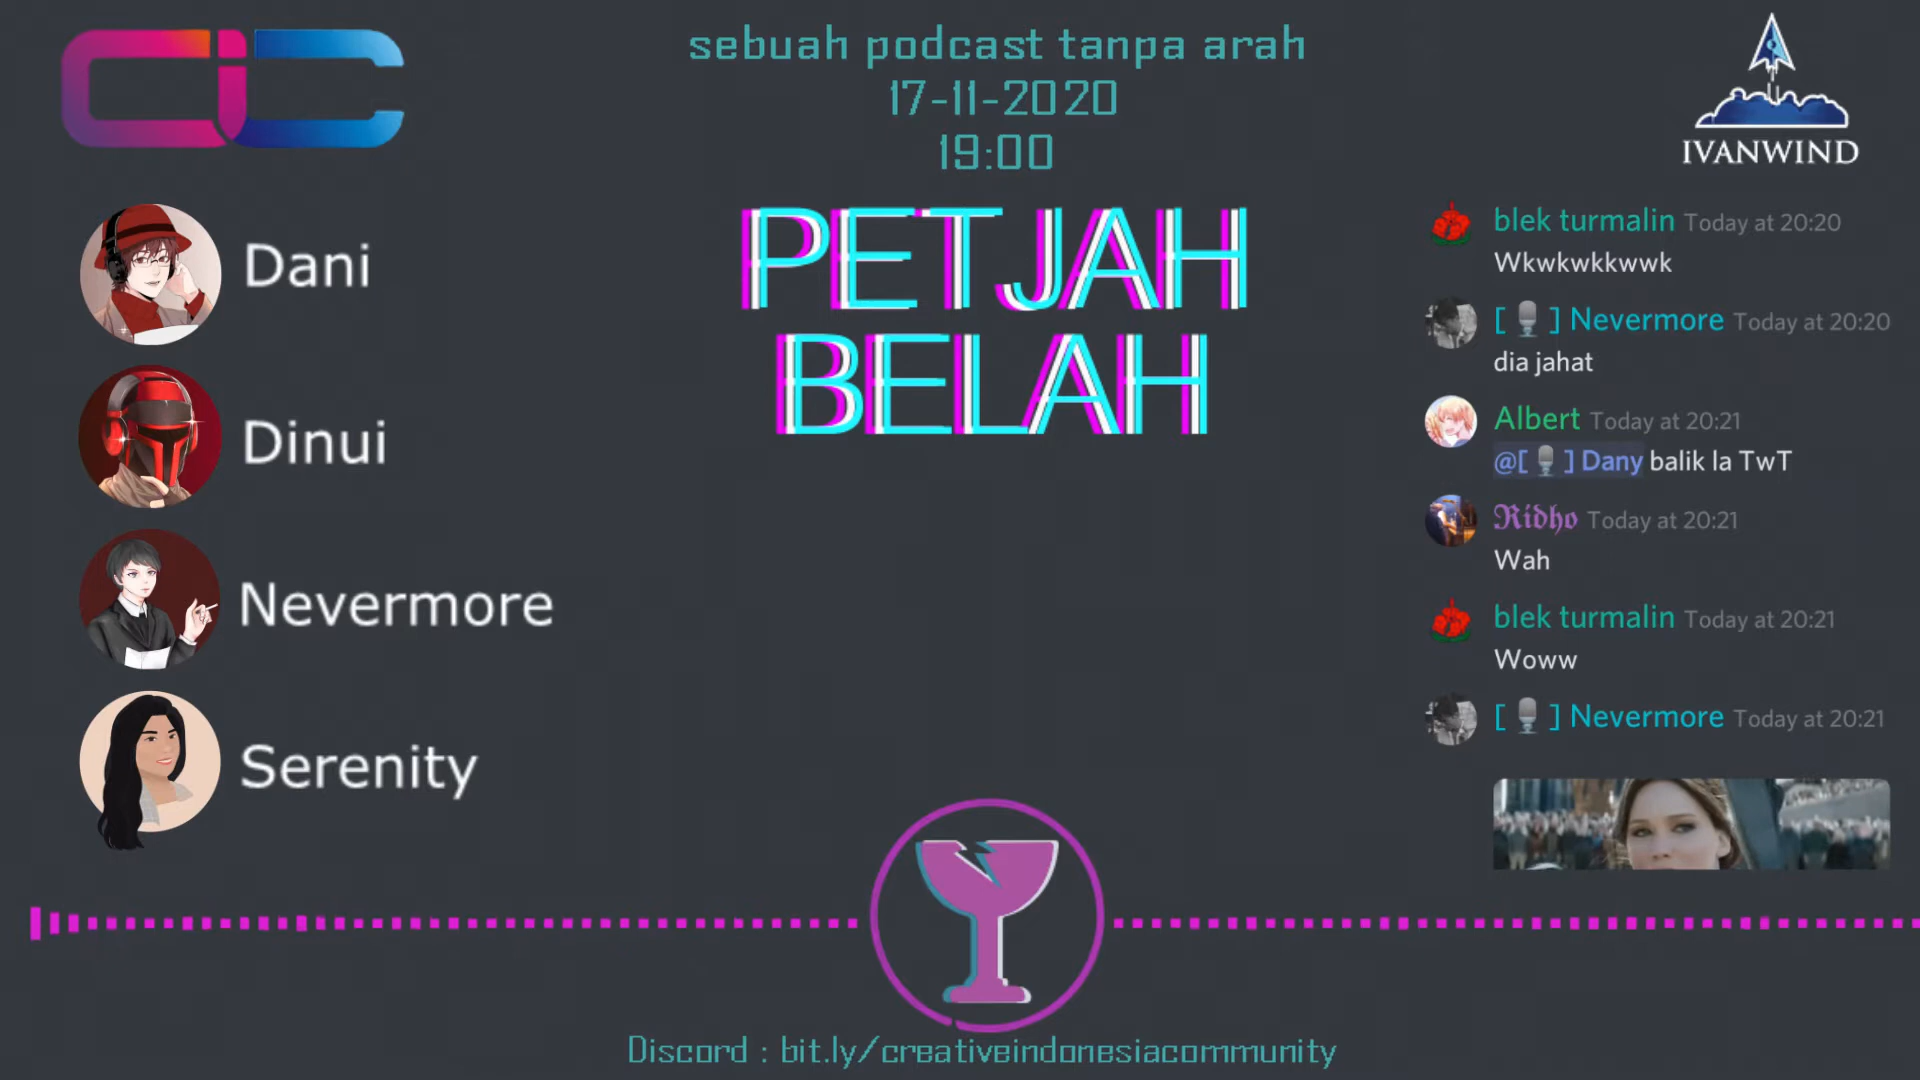 CIC
sebuah podcast tanpa arah
17-11-2020
19:00
IVANWIND
PETJAH
BELAH
Dani
Dinui
Nevermore
Serenity
blek turmalin Today at 20:20
Wkwkwkkwwk
[🎙️] Nevermore Today at 20:20
dia jahat
Albert Today at 20:21
@[🎙️] Dany balik la TwT
ℜ𝔦𝔡𝔥𝔬 Today at 20:21
Wah
blek turmalin Today at 20:21
Woww
[🎙️] Nevermore Today at 20:21
Discord : bit.ly/creativeindonesiacommunity